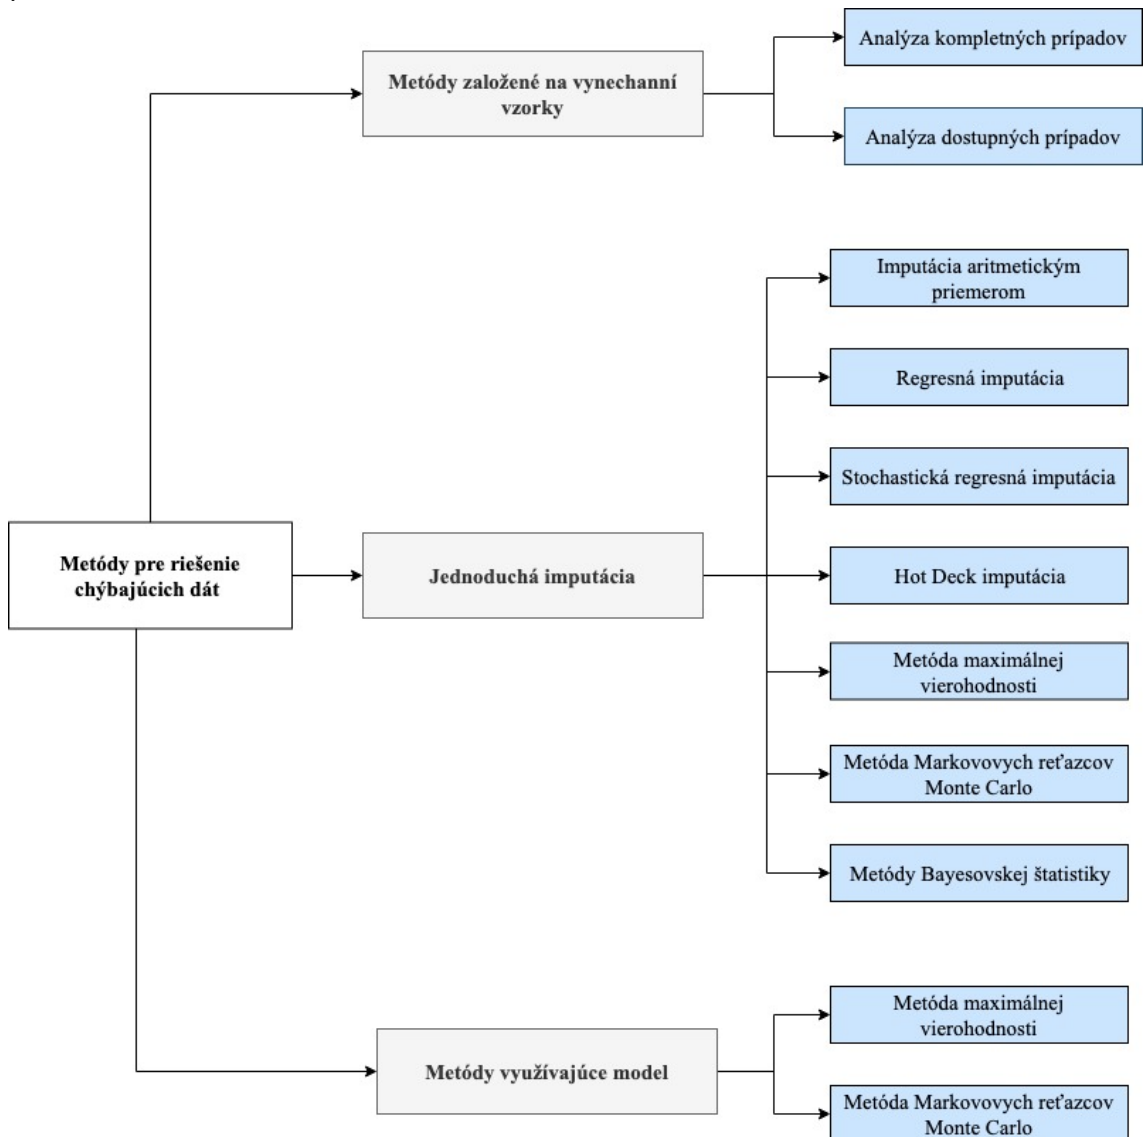 Analýza kompletných prípadov
Metódy založené na vynechanní
vzorky
Analýza dostupných prípadov
Imputácia aritmetickým
priemerom
Regresná imputácia
Stochastická regresná imputácia
Metódy pre riešenie
chýbajúcich dát
Jednoduchá imputácia
Hot Deck imputácia
Metóda maximálnej
vierohodnosti
Metóda Markovovych reťazcov
Monte Carlo
Metódy Bayesovskej štatistiky
Metódy využívajúce model
Metóda maximálnej
vierohodnosti
Metóda Markovovych reťazcov
Monte Carlo